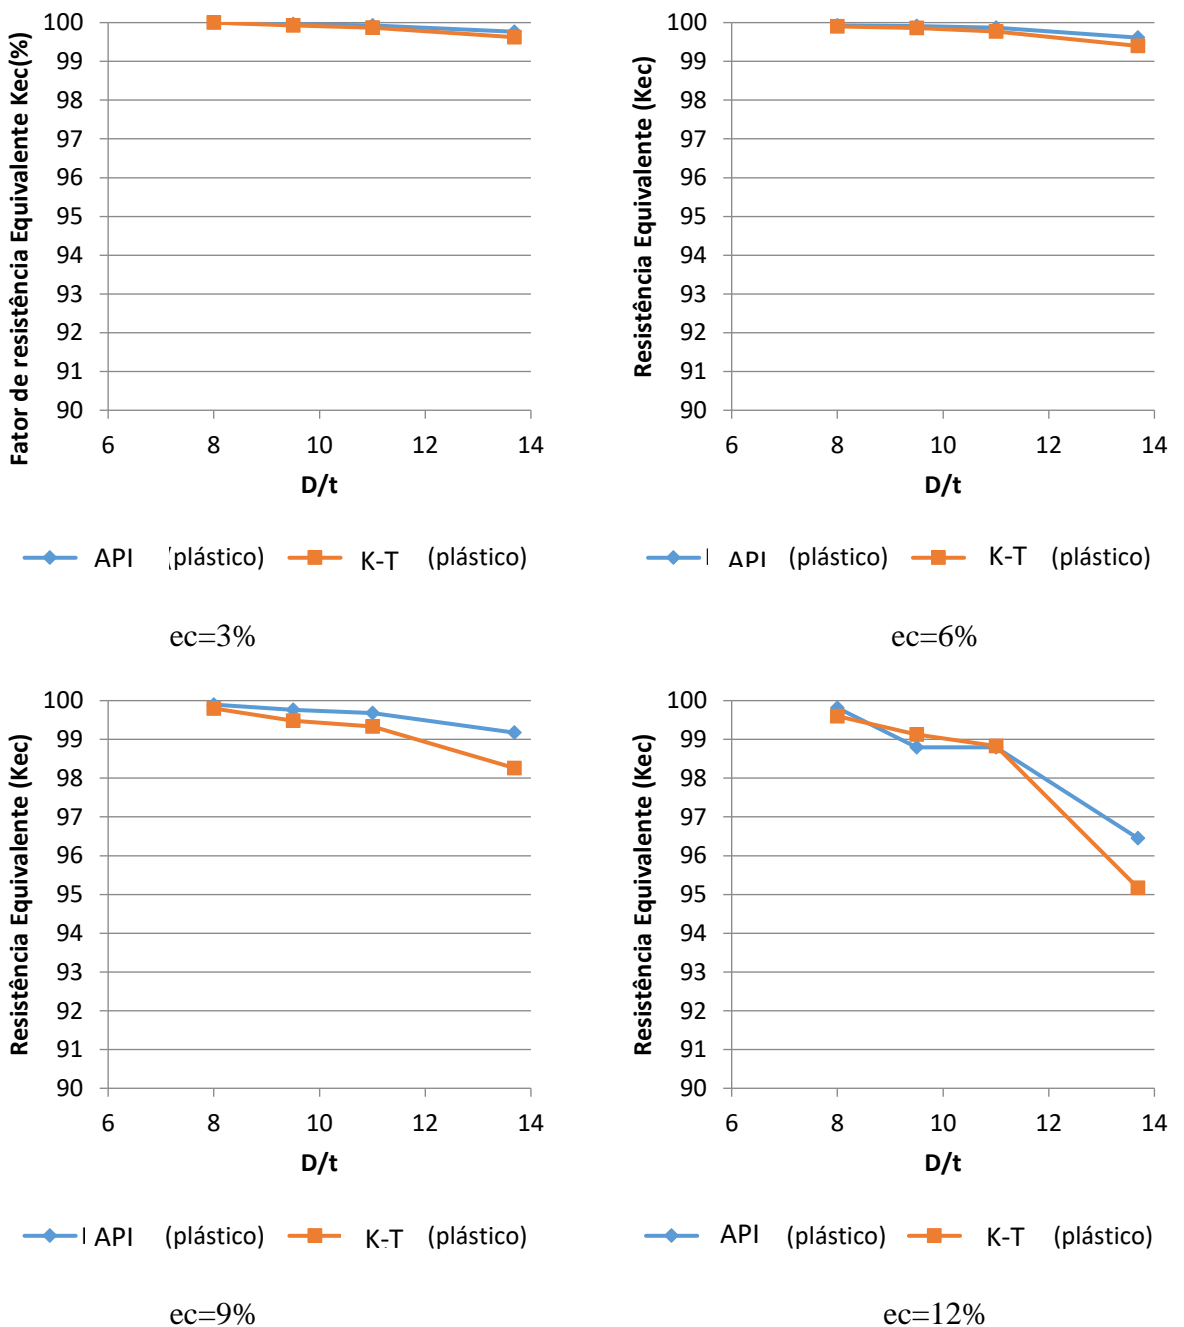 Fator de resistência Equivalente Kec(%)
100
99
98
97
96
95
94
93
92
91
90
6 8 10 12 14
D/t
API (plástico) K-T (plástico)
ec=3%
Resistência Equivalente (Kec)
100
99
98
97
96
95
94
93
92
91
90
6 8 10 12 14
D/t
API (plástico) K-T (plástico)
ec=6%
Resistência Equivalente (Kec)
100
99
98
97
96
95
94
93
92
91
90
6 8 10 12 14
D/t
API (plástico) K-T (plástico)
ec=9%
Resistência Equivalente (Kec)
100
99
98
97
96
95
94
93
92
91
90
6 8 10 12 14
D/t
API (plástico) K-T (plástico)
ec=12%